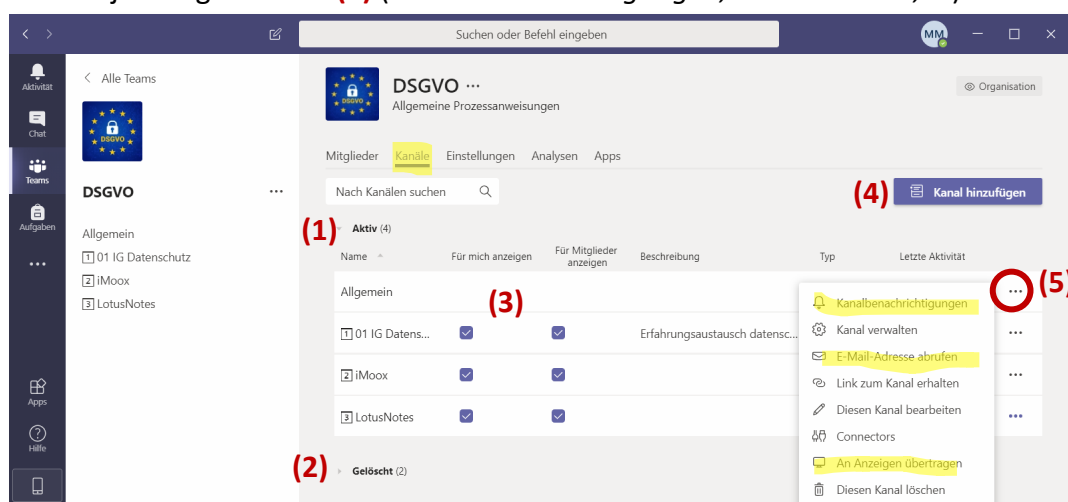 Suchen oder Befehl eingeben
MM
Aktivität
Chat
Teams
Aufgaben
Apps
Hilfe
Alle Teams
DSGVO
DSGVO ...
Allgemein
1 01 IG Datenschutz
2 iMoox
3 LotusNotes
DSGVO
DSGVO ...
Allgemeine Prozessanweisungen
Organisation
Mitglieder Kanäle Einstellungen Analysen Apps
Nach Kanälen suchen
(4) Kanal hinzufügen
(1) Aktiv (4)
Name Für mich anzeigen Für Mitglieder anzeigen Beschreibung Typ Letzte Aktivität
Allgemein ... (5)
(3)
1 01 IG Datens... Erfahrungsaustausch datensc... ...
2 iMoox ...
3 LotusNotes ...
Kanalbenachrichtigungen
Kanal verwalten
E-Mail-Adresse abrufen
Link zum Kanal erhalten
Diesen Kanal bearbeiten
Connectors
An Anzeigen übertragen
Diesen Kanal löschen
(2) Gelöscht (2)